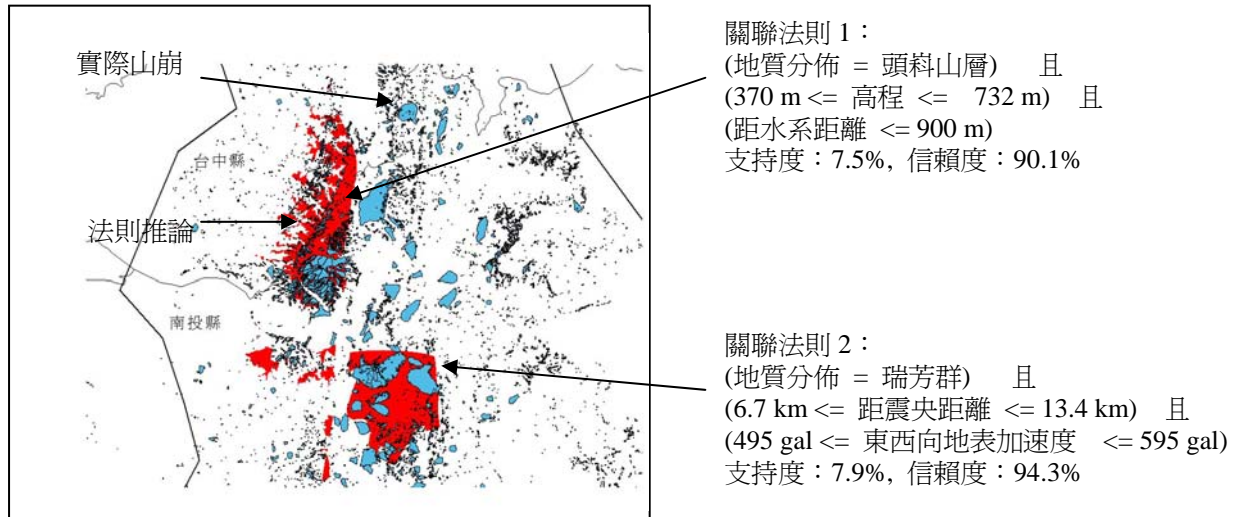 實際山崩
台中縣
法則推論
南投縣
關聯法則 1：
(地質分佈 = 頭嵙山層) 且
(370 m <= 高程 <= 732 m) 且
(距水系距離 <= 900 m)
支持度：7.5%, 信賴度：90.1%
關聯法則 2：
(地質分佈 = 瑞芳群) 且
(6.7 km <= 距震央距離 <= 13.4 km) 且
(495 gal <= 東西向地表加速度 <= 595 gal)
支持度：7.9%, 信賴度：94.3%